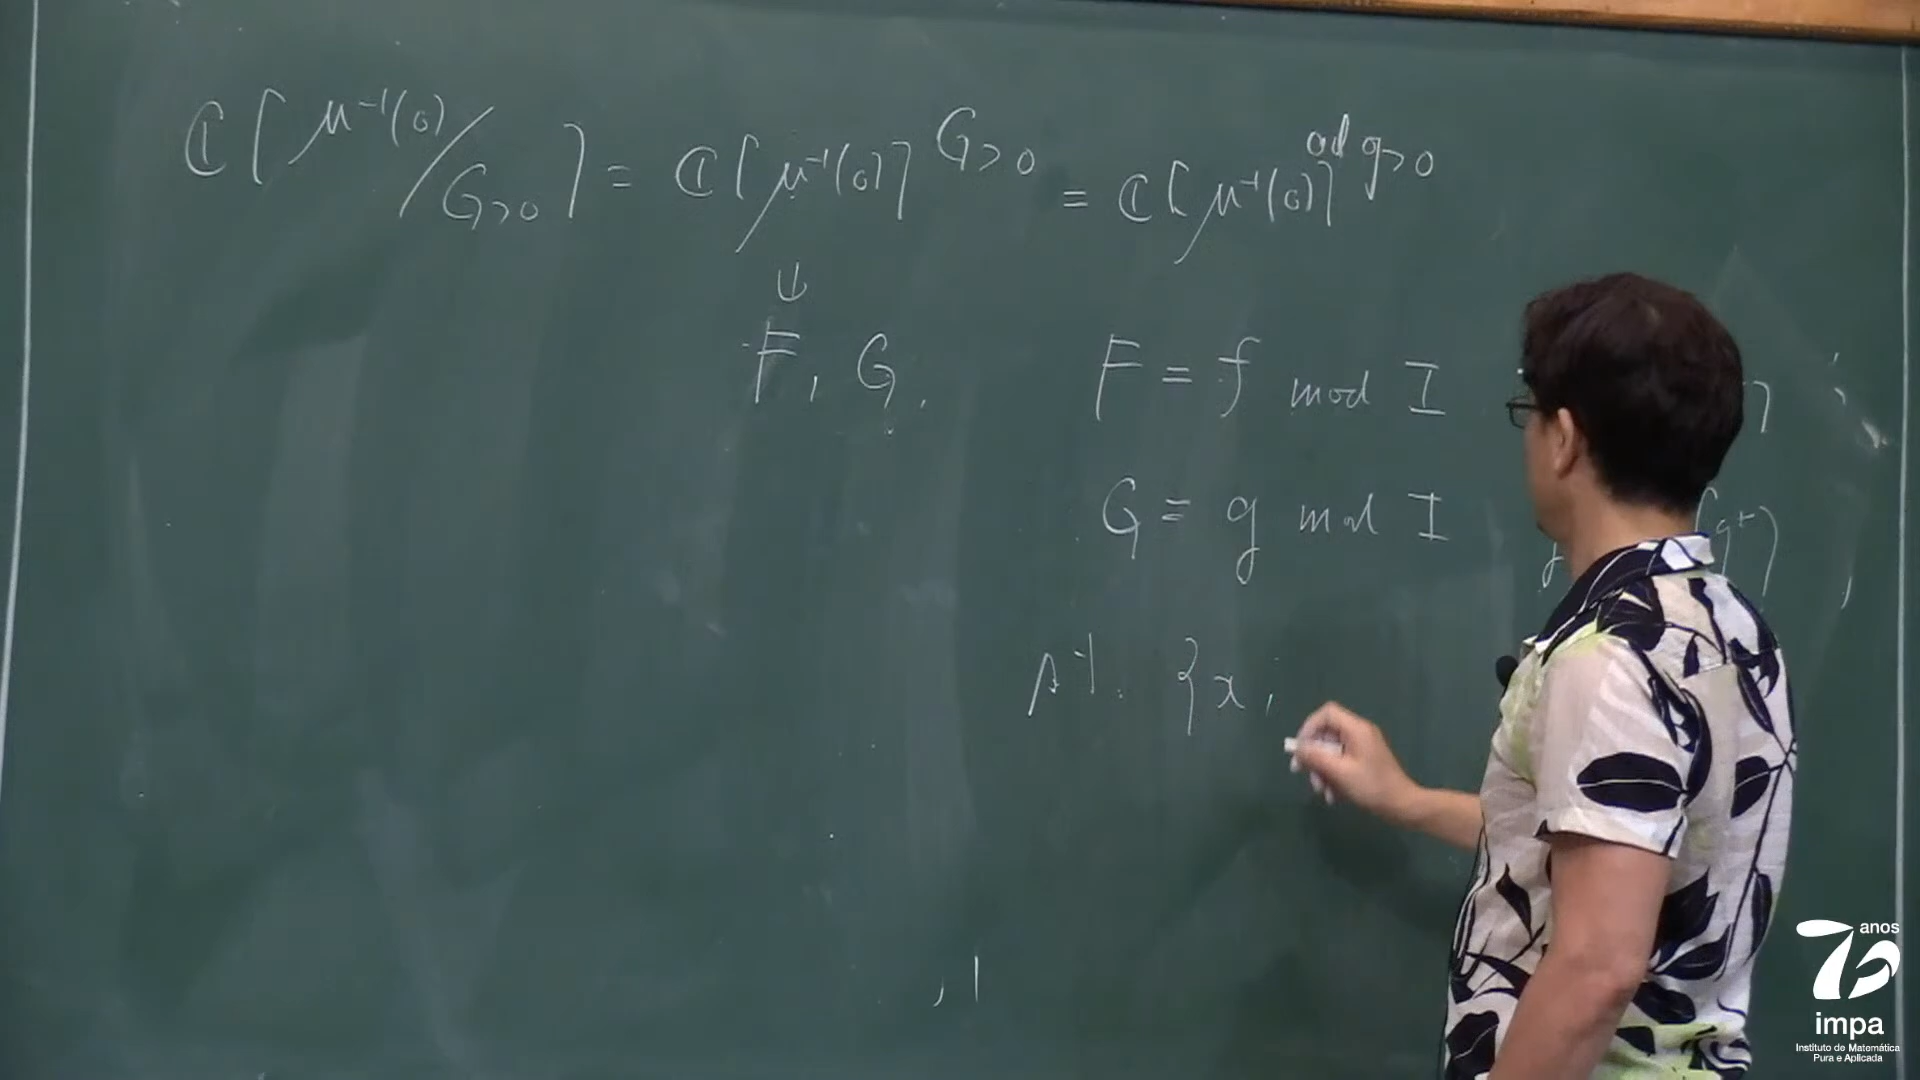 ℂ[μ⁻¹(0)/G>0] = ℂ[μ⁻¹(0)]^G>0 = ℂ[μ⁻¹(0)]^ad g>0
F, G.
F = f mod I
G = g mod I
s.t. {x,
70 anos
impa
Instituto de Matemática
Pura e Aplicada